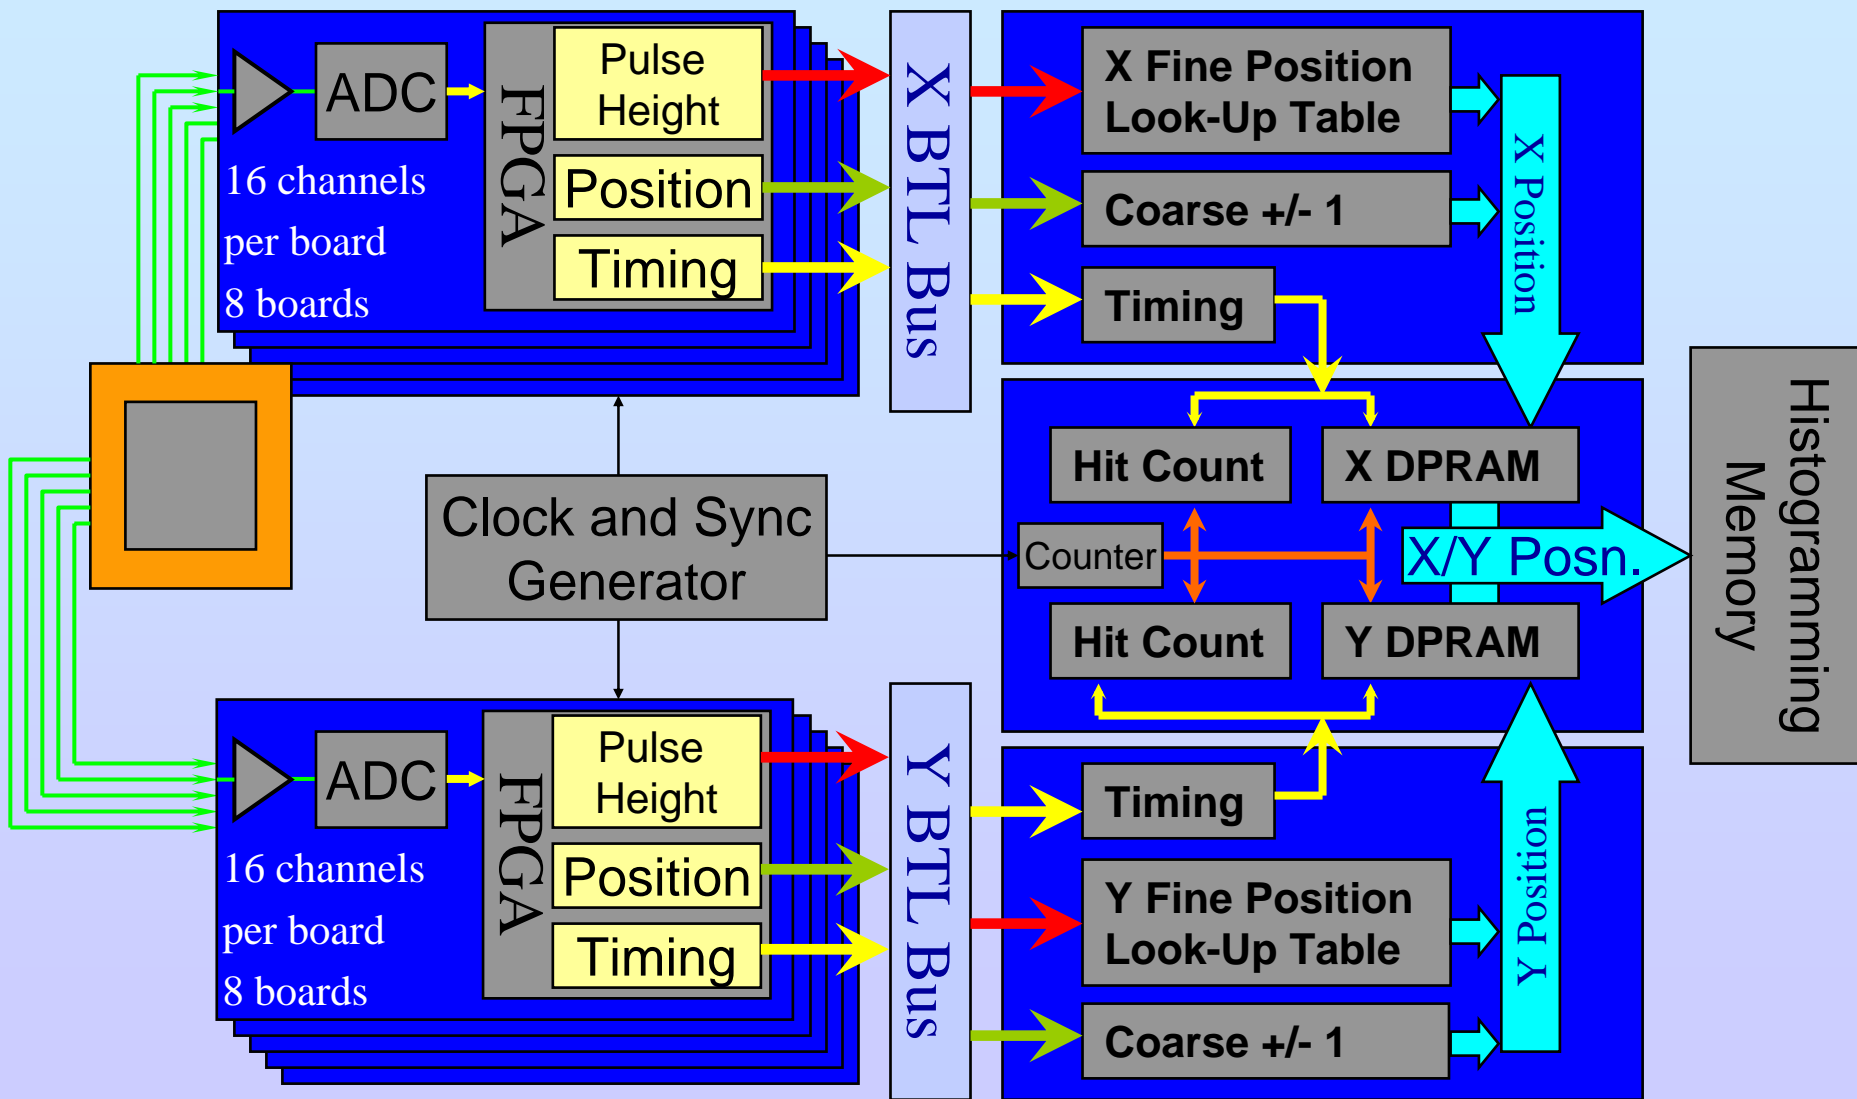 ADC
FPGA
Pulse
Height
Position
Timing
16 channels
per board
8 boards
X BTL Bus
X Fine Position
Look-Up Table
Coarse +/- 1
Timing
X Position
Clock and Sync
Generator
Counter
Hit Count
X DPRAM
X/Y Posn.
Hit Count
Y DPRAM
Histogramming
Memory
ADC
FPGA
Pulse
Height
Position
Timing
16 channels
per board
8 boards
Y BTL Bus
Timing
Y Fine Position
Look-Up Table
Coarse +/- 1
Y Position